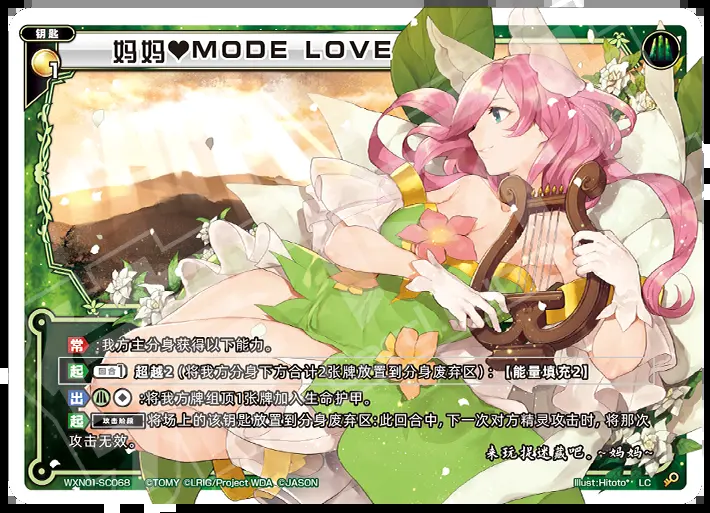 钥匙
妈妈♥MODE LOVE
1
常:我方主分身获得以下能力。
起 回合1 超越2(将我方分身下方合计2张牌放置到分身废弃区):【能量填充2】
出 :将我方牌组顶1张牌加入生命护甲。
起 攻击阶段 将场上的该钥匙放置到分身废弃区:此回合中,下一次对方精灵攻击时,将那次
攻击无效。
来玩捉迷藏吧。~妈妈~
WXN01-SC068 ©TOMY ©LRIG/Project WDA ©JASON Illust:Hitoto* LC